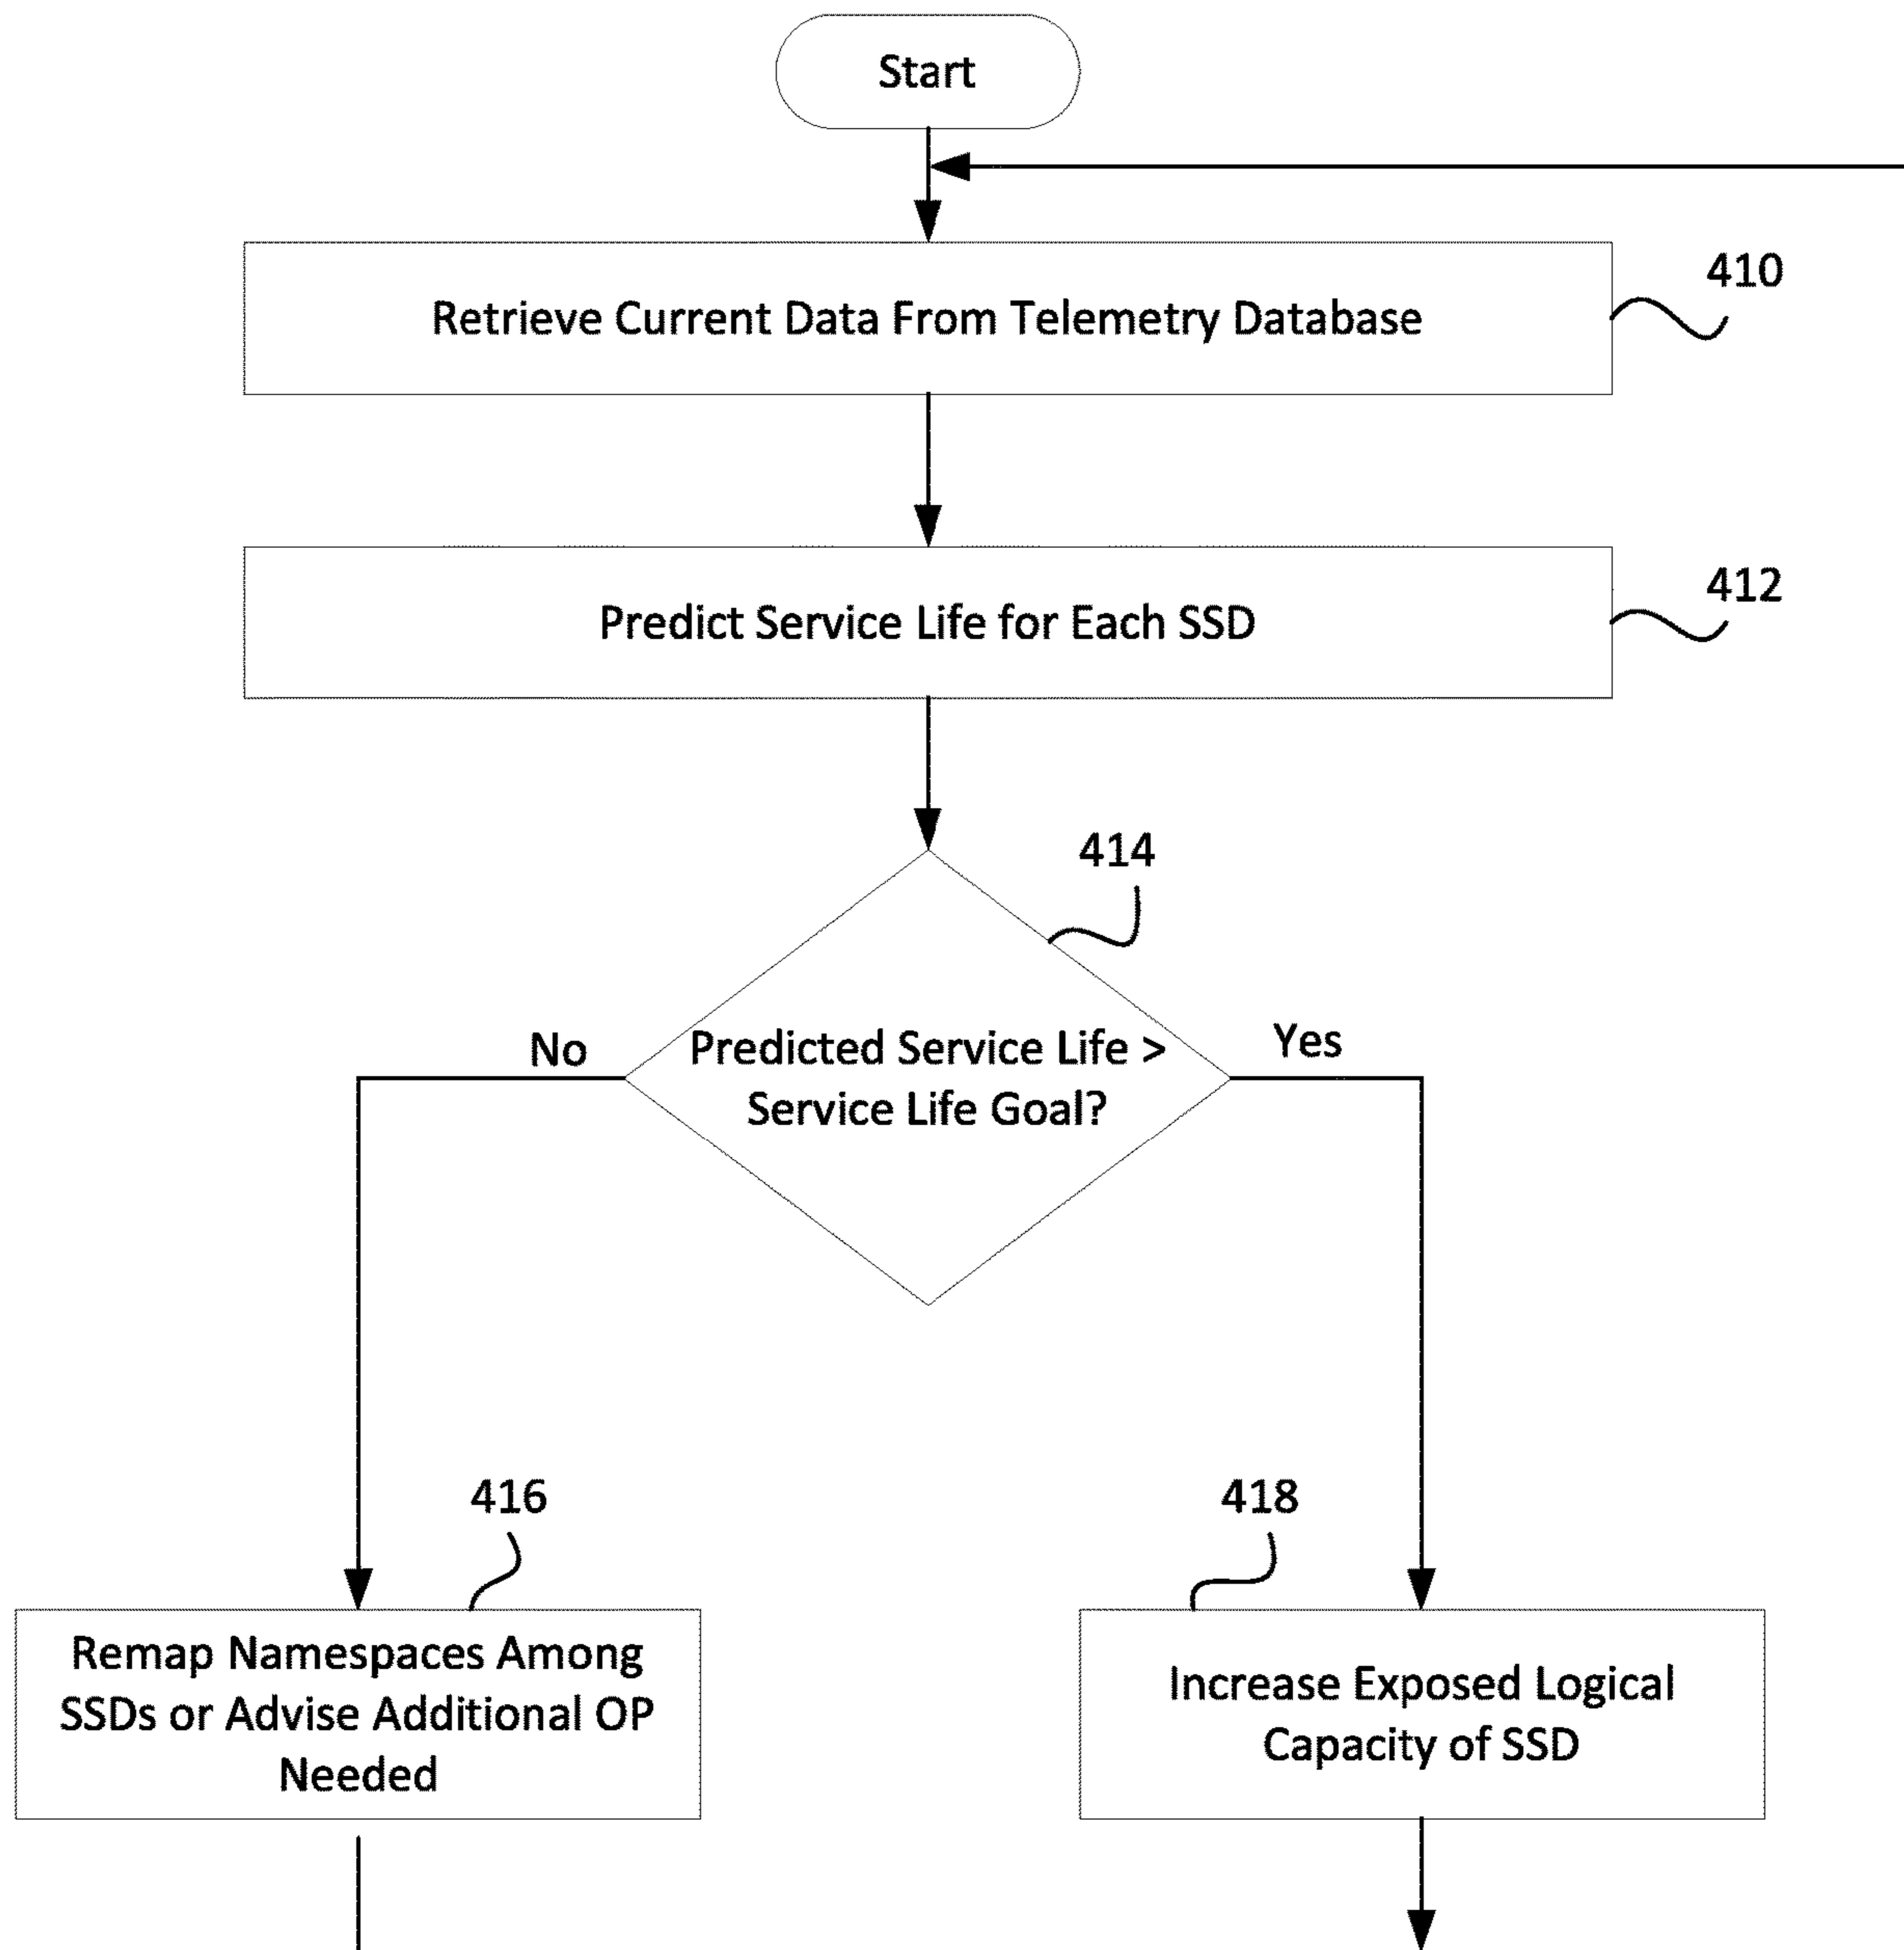 Start
Retrieve Current Data From Telemetry Database
410
Predict Service Life for Each SSD
412
414
No
Predicted Service Life >
Service Life Goal?
Yes
416
418
Remap Namespaces Among
SSDs or Advise Additional OP
Needed
Increase Exposed Logical
Capacity of SSD